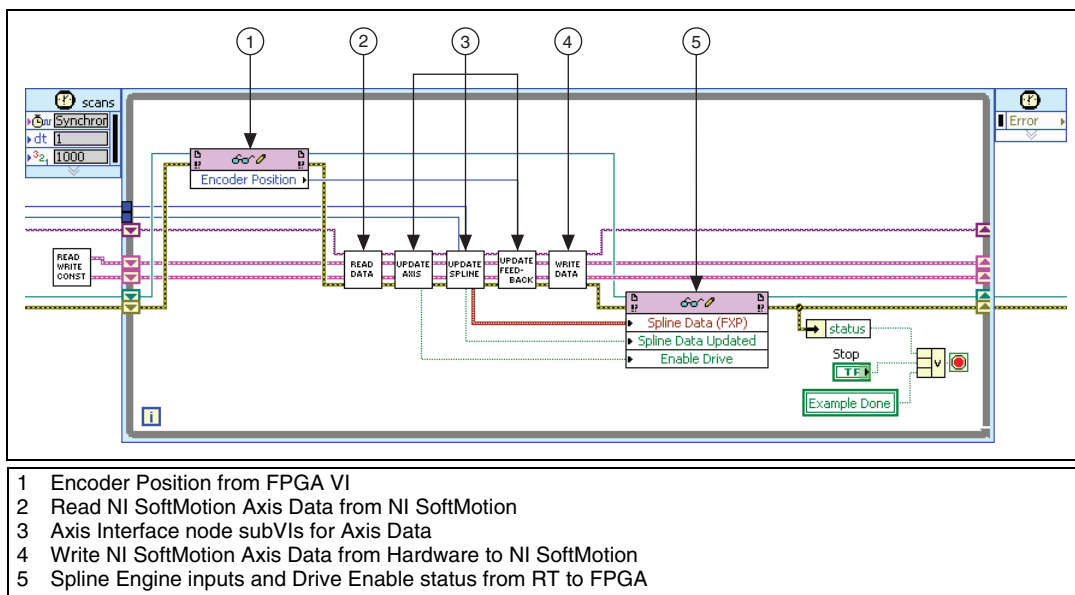 1 2 3 4 5
scans
Synchror
dt 1
1000
Error
Encoder Position
READ
WRITE
CONST
READ
DATA
UPDATE
AXIS
UPDATE
SPLINE
UPDATE
FEED-
BACK
WRITE
DATA
Spline Data (FXP)
Spline Data Updated
Enable Drive
status
Stop
TF
Example Done
i
1 Encoder Position from FPGA VI
2 Read NI SoftMotion Axis Data from NI SoftMotion
3 Axis Interface node subVIs for Axis Data
4 Write NI SoftMotion Axis Data from Hardware to NI SoftMotion
5 Spline Engine inputs and Drive Enable status from RT to FPGA